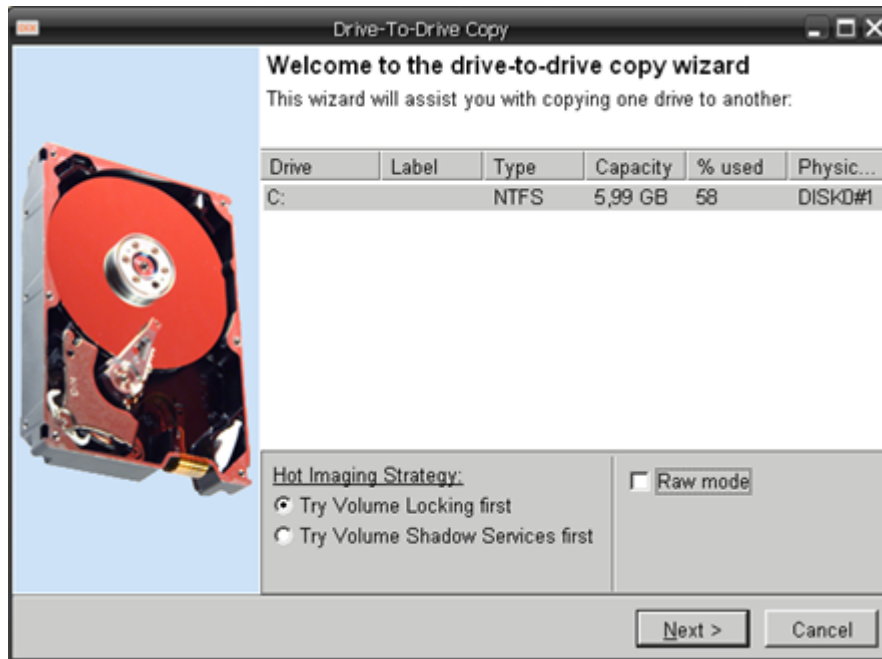 Drive-To-Drive Copy
Welcome to the drive-to-drive copy wizard
This wizard will assist you with copying one drive to another:
Drive Label Type Capacity % used Physic...
C: NTFS 5,99 GB 58 DISK0#1
Hot Imaging Strategy:
Raw mode
Try Volume Locking first
Try Volume Shadow Services first
Next > Cancel